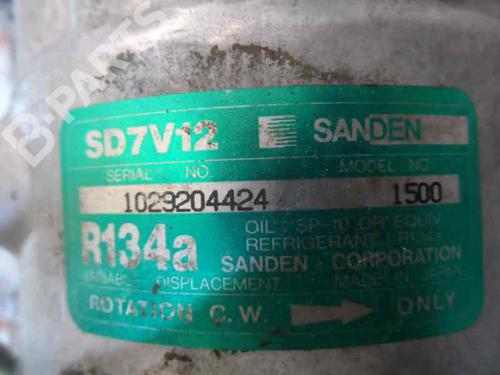 B-PARTS
SD7V12 SANDEN
SERIAL NO. MODEL NO.
1029204424 1500
R134a OIL : SP-10 OR EQUIV.
REFRIGERANT : R134a
SANDEN CORPORATION
VARIABLE DISPLACEMENT MADE IN JAPAN
ROTATION C.W. ONLY